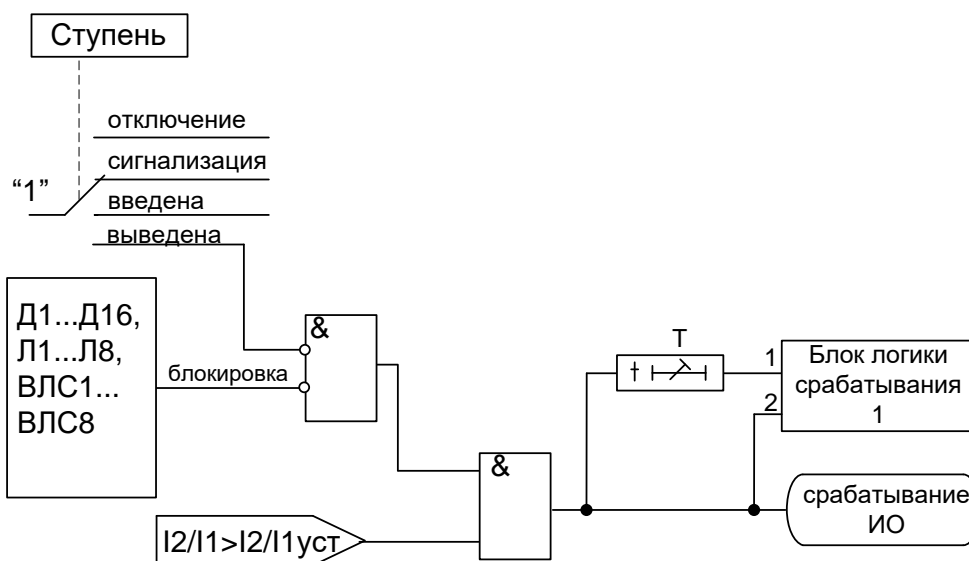 Ступень
отключение
сигнализация
“1”
введена
выведена
Д1...Д16,
Л1...Л8,
ВЛС1...
ВЛС8
блокировка
&
&
I2/I1>I2/I1уст
T
t
1
2
Блок логики
срабатывания
1
срабатывание
ИО